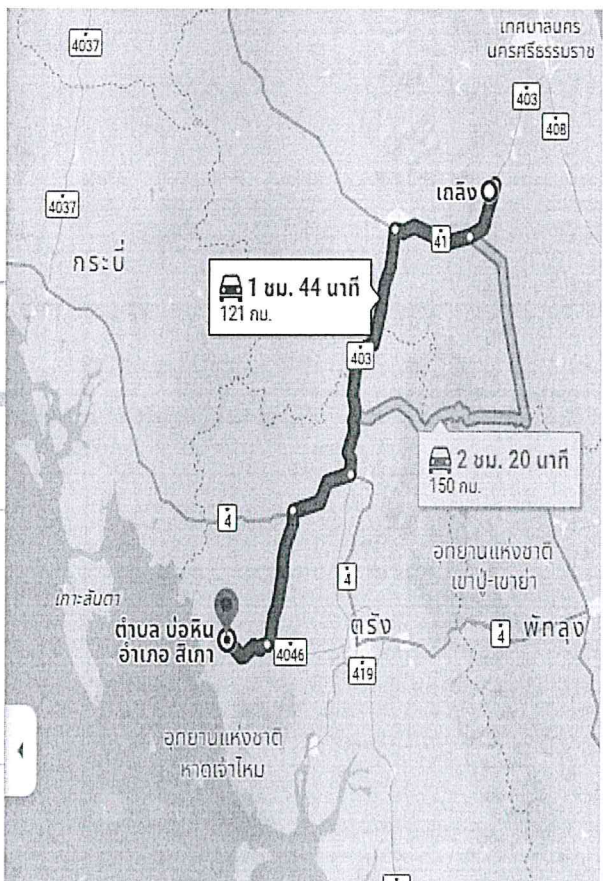 เทศบาลนคร
นครศรีธรรมราช
4037
403
408
4037
เถลิง
41
กระบี่
1 ชม. 44 นาที
121 กม.
403
2 ชม. 20 นาที
150 กม.
4
อุทยานแห่งชาติ
เขาปู่-เขาย่า
4
เกาะลันตา
ตำบล บ่อหิน
อำเภอ สิเกา
4046
ตรัง
4
พัทลุง
419
อุทยานแห่งชาติ
หาดเจ้าไหม